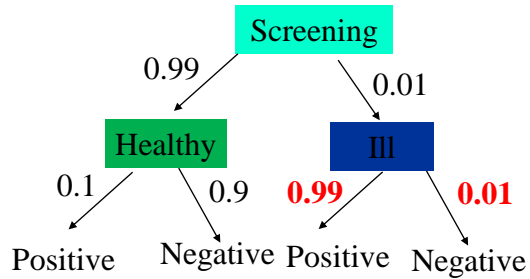 Screening
0.99
0.01
Healthy
Ill
0.1
0.9
0.99
0.01
Positive
Negative
Positive
Negative